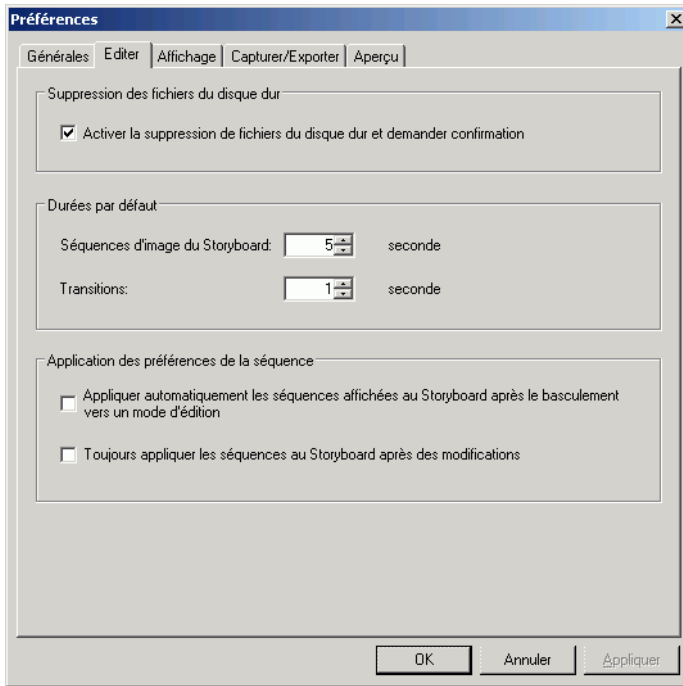 Préférences
Générales Editer Affichage Capturer/Exporter Aperçu
Suppression des fichiers du disque dur
Activer la suppression de fichiers du disque dur et demander confirmation
Durées par défaut
Séquences d'image du Storyboard: 5 seconde
Transitions: 1 seconde
Application des préférences de la séquence
Appliquer automatiquement les séquences affichées au Storyboard après le basculement
vers un mode d'édition
Toujours appliquer les séquences au Storyboard après des modifications
OK Annuler Appliquer